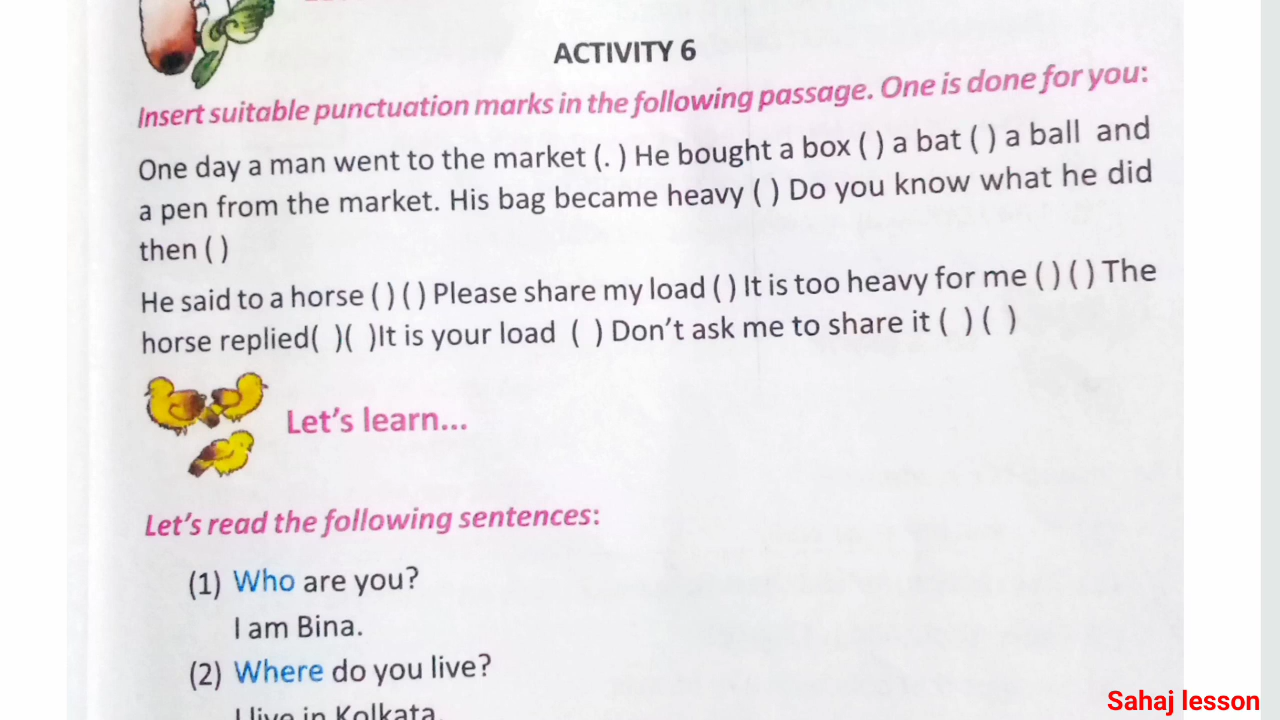 ACTIVITY 6
Insert suitable punctuation marks in the following passage. One is done for you:
One day a man went to the market (. ) He bought a box ( ) a bat ( ) a ball and
a pen from the market. His bag became heavy ( ) Do you know what he did
then ( )
He said to a horse ( ) ( ) Please share my load ( ) It is too heavy for me ( ) ( ) The
horse replied( )( )It is your load ( ) Don’t ask me to share it ( ) ( )
Let’s learn...
Let’s read the following sentences:
(1) Who are you?
I am Bina.
(2) Where do you live?
I live in Kolkata.
Sahaj lesson